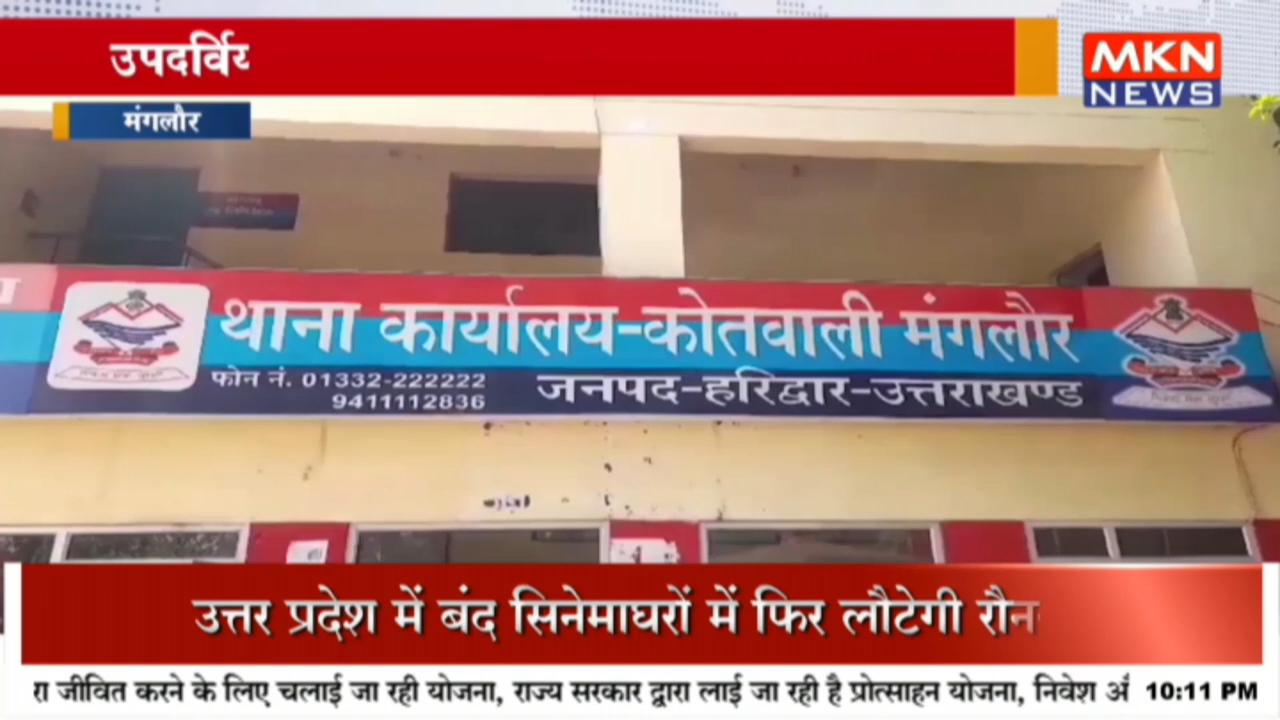 उपदर्विय
MKN
NEWS
मंगलौर
थाना कार्यालय-कोतवाली मंगलौर
फोन नं. 01332-222222
9411112836
जनपद-हरिद्वार-उत्तराखण्ड
उत्तर प्रदेश में बंद सिनेमाघरों में फिर लौटेगी रौन
रा जीवित करने के लिए चलाई जा रही योजना, राज्य सरकार द्वारा लाई जा रही है प्रोत्साहन योजना, निवेश अं
10:11 PM